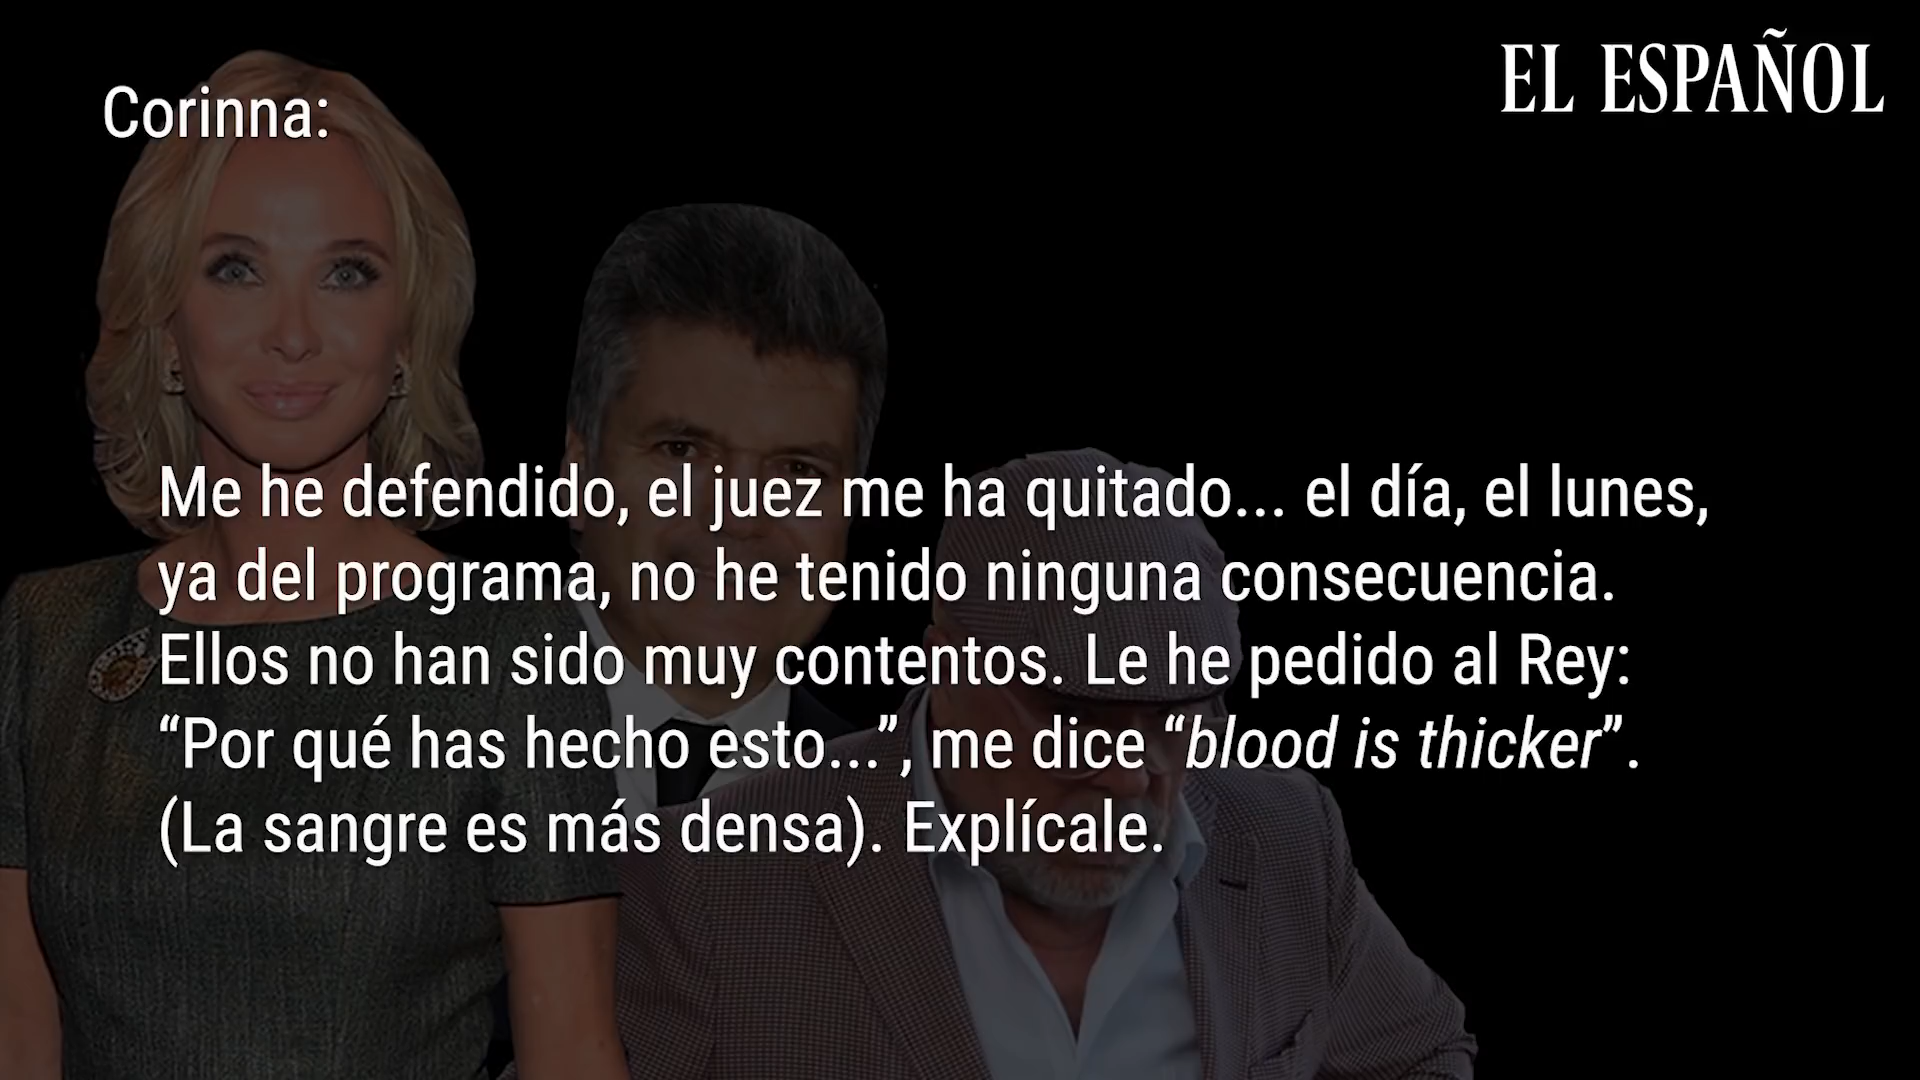 EL ESPAÑOL
Corinna:
Me he defendido, el juez me ha quitado... el día, el lunes,
ya del programa, no he tenido ninguna consecuencia.
Ellos no han sido muy contentos. Le he pedido al Rey:
“Por qué has hecho esto...”, me dice “blood is thicker”.
(La sangre es más densa). Explícale.